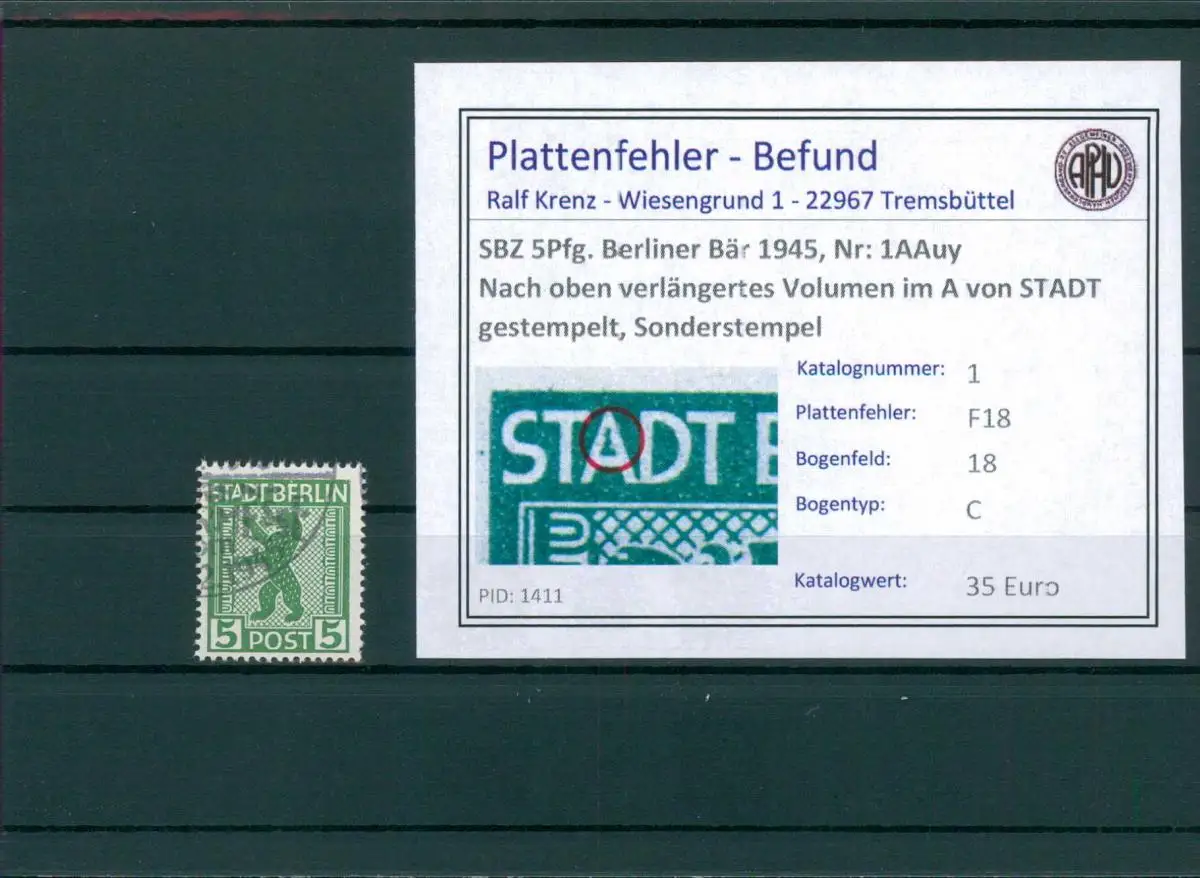 Plattenfehler - Befund
Ralf Krenz - Wiesengrund 1 - 22967 Tremsbüttel
APHV
SBZ 5Pfg. Berliner Bär 1945, Nr: 1AAuy
Nach oben verlängertes Volumen im A von STADT
gestempelt, Sonderstempel
STADT B
Katalognummer: 1
Plattenfehler: F18
Bogenfeld: 18
Bogentyp: C
Katalogwert: 35 Euro
PID: 1411
STADT BERLIN
5 POST 5